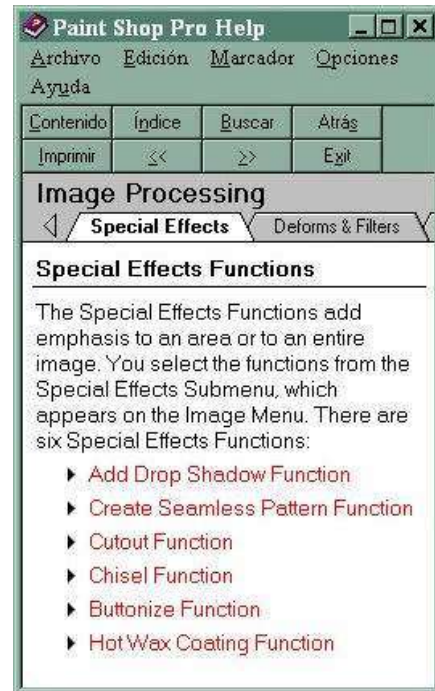 Paint Shop Pro Help
Archivo Edición Marcador Opciones
Ayuda
Contenido Índice Buscar Atrás
Imprimir << >> Exit
Image Processing
Special Effects Deforms & Filters
Special Effects Functions
The Special Effects Functions add
emphasis to an area or to an entire
image. You select the functions from the
Special Effects Submenu, which
appears on the Image Menu. There are
six Special Effects Functions:
Add Drop Shadow Function
Create Seamless Pattern Function
Cutout Function
Chisel Function
Buttonize Function
Hot Wax Coating Function